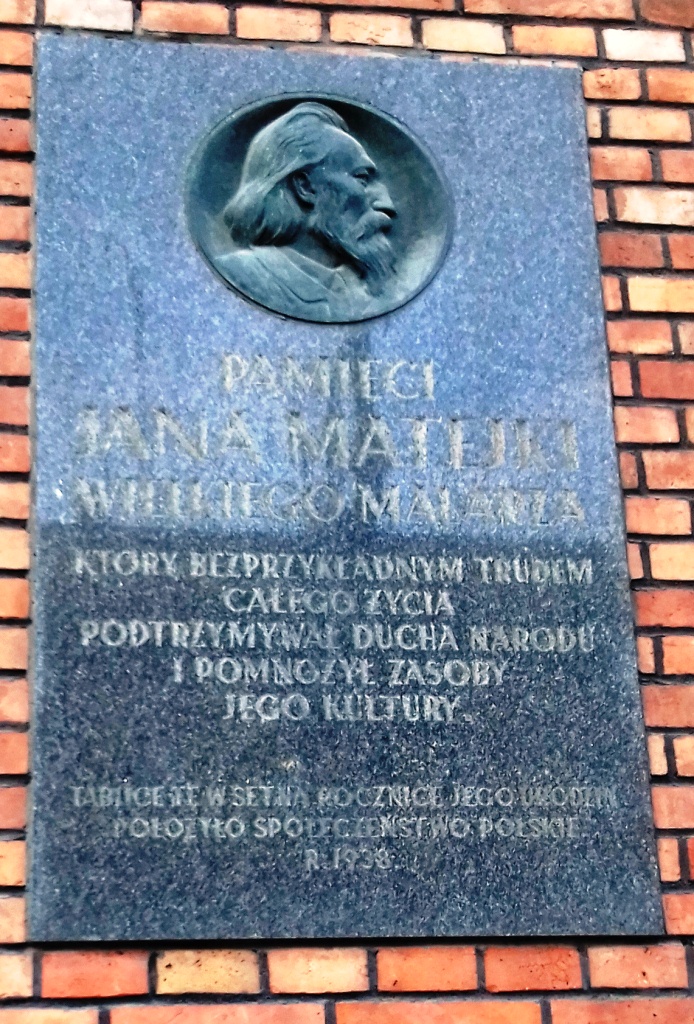 PAMIĘCI
JANA MATEJKI
WIELKIEGO MALARZA
KTÓRY BEZPRZYKŁADNYM TRUDEM
CAŁEGO ŻYCIA
PODTRZYMYWAŁ DUCHA NARODU
I POMNOŻYŁ ZASOBY
JEGO KULTURY.
TABLICĘ TĘ W SETNĄ ROCZNICĘ JEGO URODZIN
POŁOŻYŁO SPOŁECZEŃSTWO POLSKIE
R. 1938.